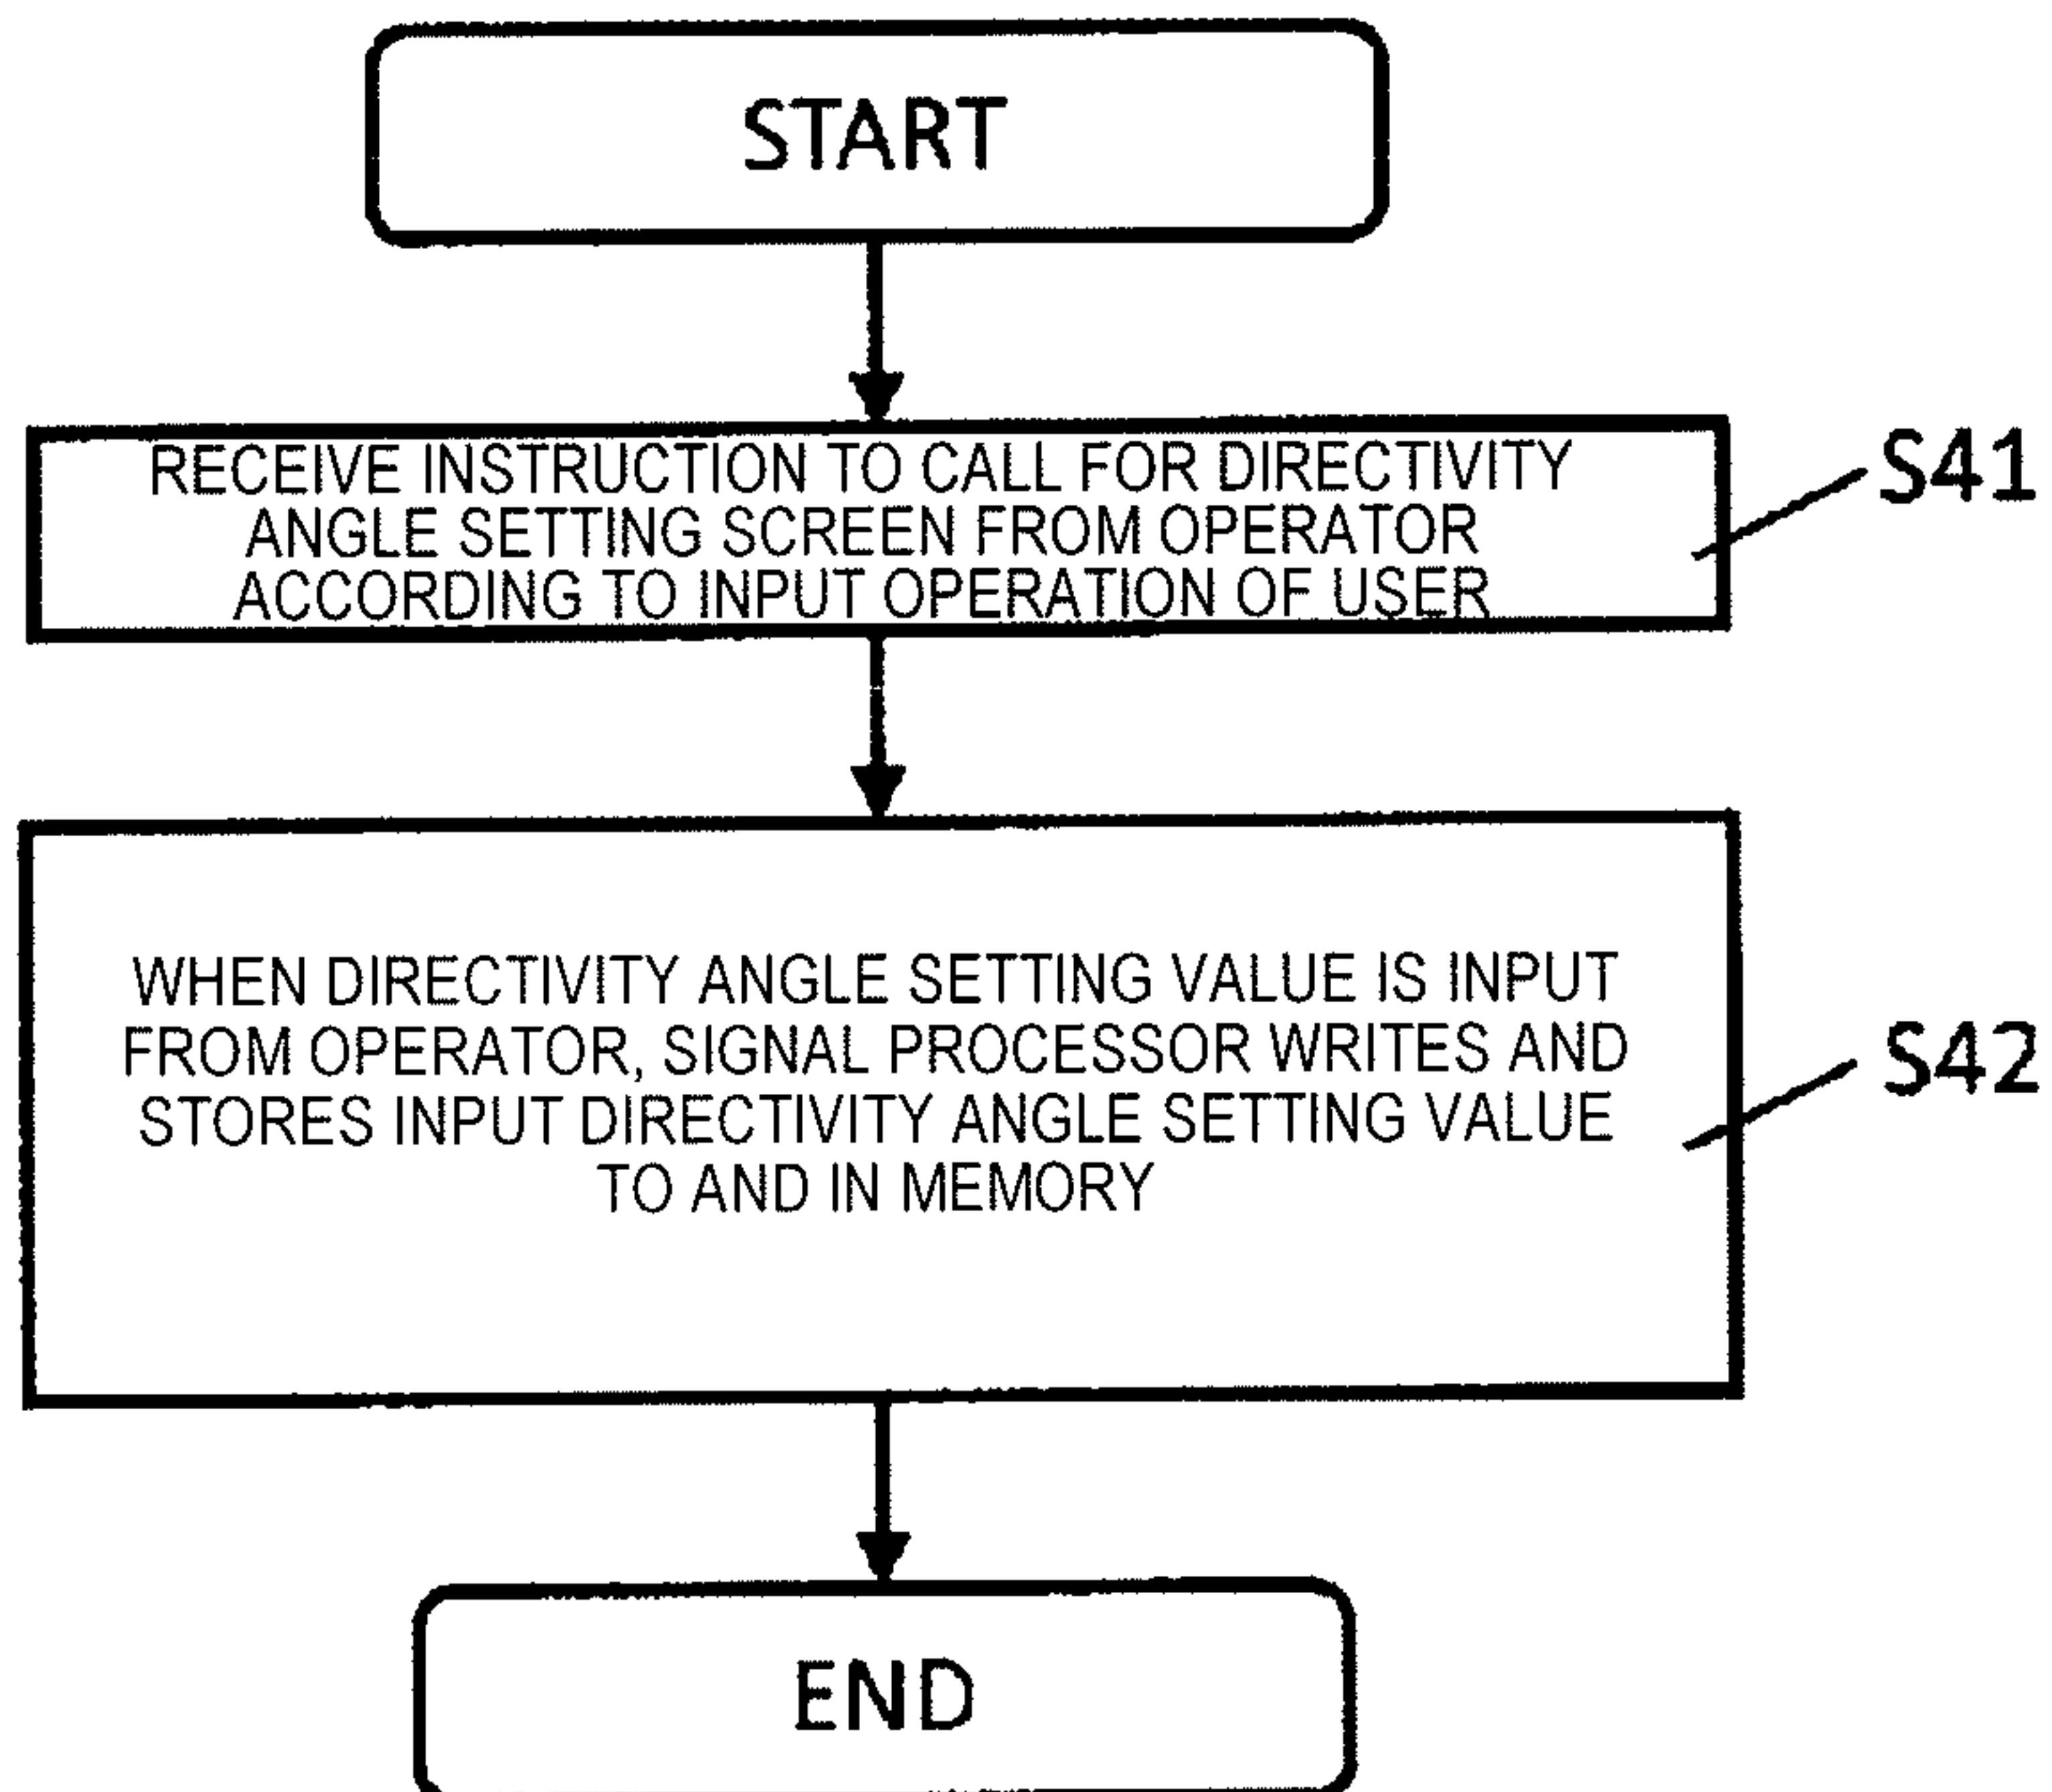 START
RECEIVE INSTRUCTION TO CALL FOR DIRECTIVITY
ANGLE SETTING SCREEN FROM OPERATOR
ACCORDING TO INPUT OPERATION OF USER
S41
WHEN DIRECTIVITY ANGLE SETTING VALUE IS INPUT
FROM OPERATOR, SIGNAL PROCESSOR WRITES AND
STORES INPUT DIRECTIVITY ANGLE SETTING VALUE
TO AND IN MEMORY
S42
END